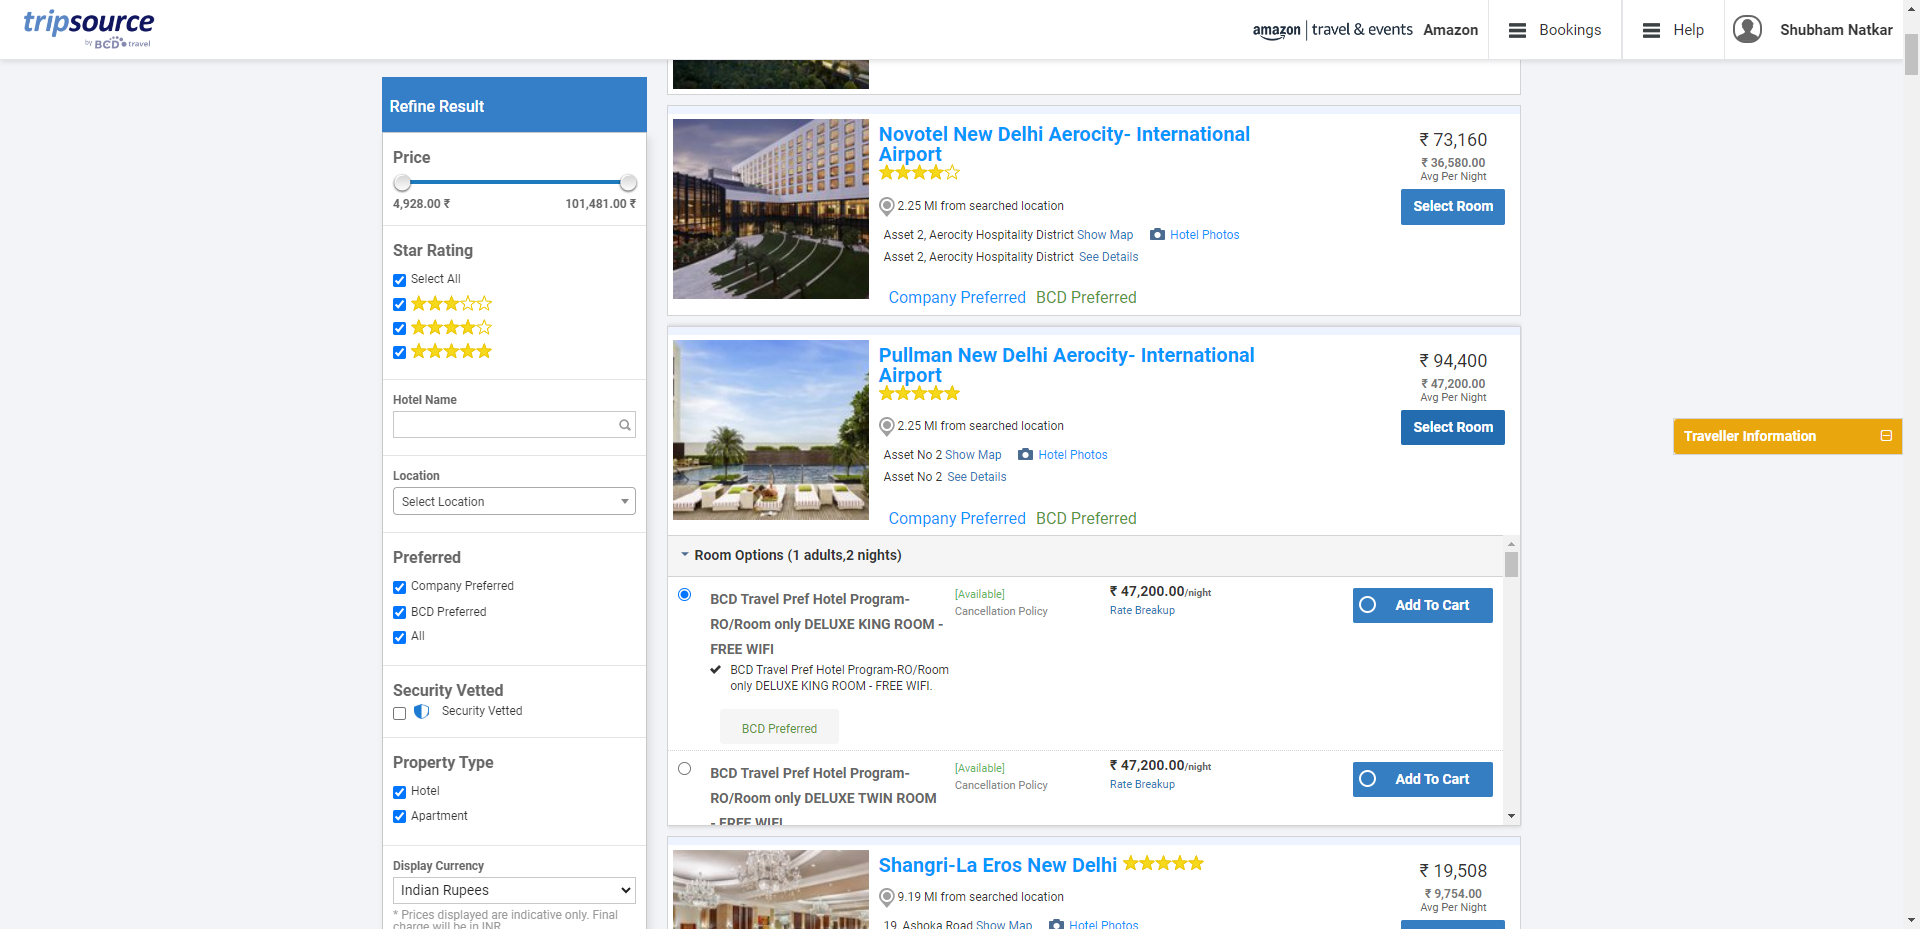 tripsource
by BCD travel
amazon | travel & events Amazon
Bookings
Help
Shubham Natkar
Refine Result
Price
4,928.00 ₹ 101,481.00 ₹
Star Rating
Select All
Hotel Name
Location
Select Location
Preferred
Company Preferred
BCD Preferred
All
Security Vetted
Security Vetted
Property Type
Hotel
Apartment
Display Currency
Indian Rupees
* Prices displayed are indicative only. Final
charge will be in INR
Novotel New Delhi Aerocity- International
Airport
2.25 MI from searched location
Asset 2, Aerocity Hospitality District Show Map Hotel Photos
Asset 2, Aerocity Hospitality District See Details
Company Preferred BCD Preferred
₹ 73,160
₹ 36,580.00
Avg Per Night
Select Room
Pullman New Delhi Aerocity- International
Airport
2.25 MI from searched location
Asset No 2 Show Map Hotel Photos
Asset No 2 See Details
Company Preferred BCD Preferred
₹ 94,400
₹ 47,200.00
Avg Per Night
Select Room
Room Options (1 adults,2 nights)
BCD Travel Pref Hotel Program-
RO/Room only DELUXE KING ROOM -
FREE WIFI
BCD Travel Pref Hotel Program-RO/Room
only DELUXE KING ROOM - FREE WIFI.
BCD Preferred
[Available]
Cancellation Policy
₹ 47,200.00/night
Rate Breakup
Add To Cart
BCD Travel Pref Hotel Program-
RO/Room only DELUXE TWIN ROOM
- FREE WIFI
[Available]
Cancellation Policy
₹ 47,200.00/night
Rate Breakup
Add To Cart
Shangri-La Eros New Delhi
9.19 MI from searched location
19, Ashoka Road Show Map Hotel Photos
₹ 19,508
₹ 9,754.00
Avg Per Night
Traveller Information